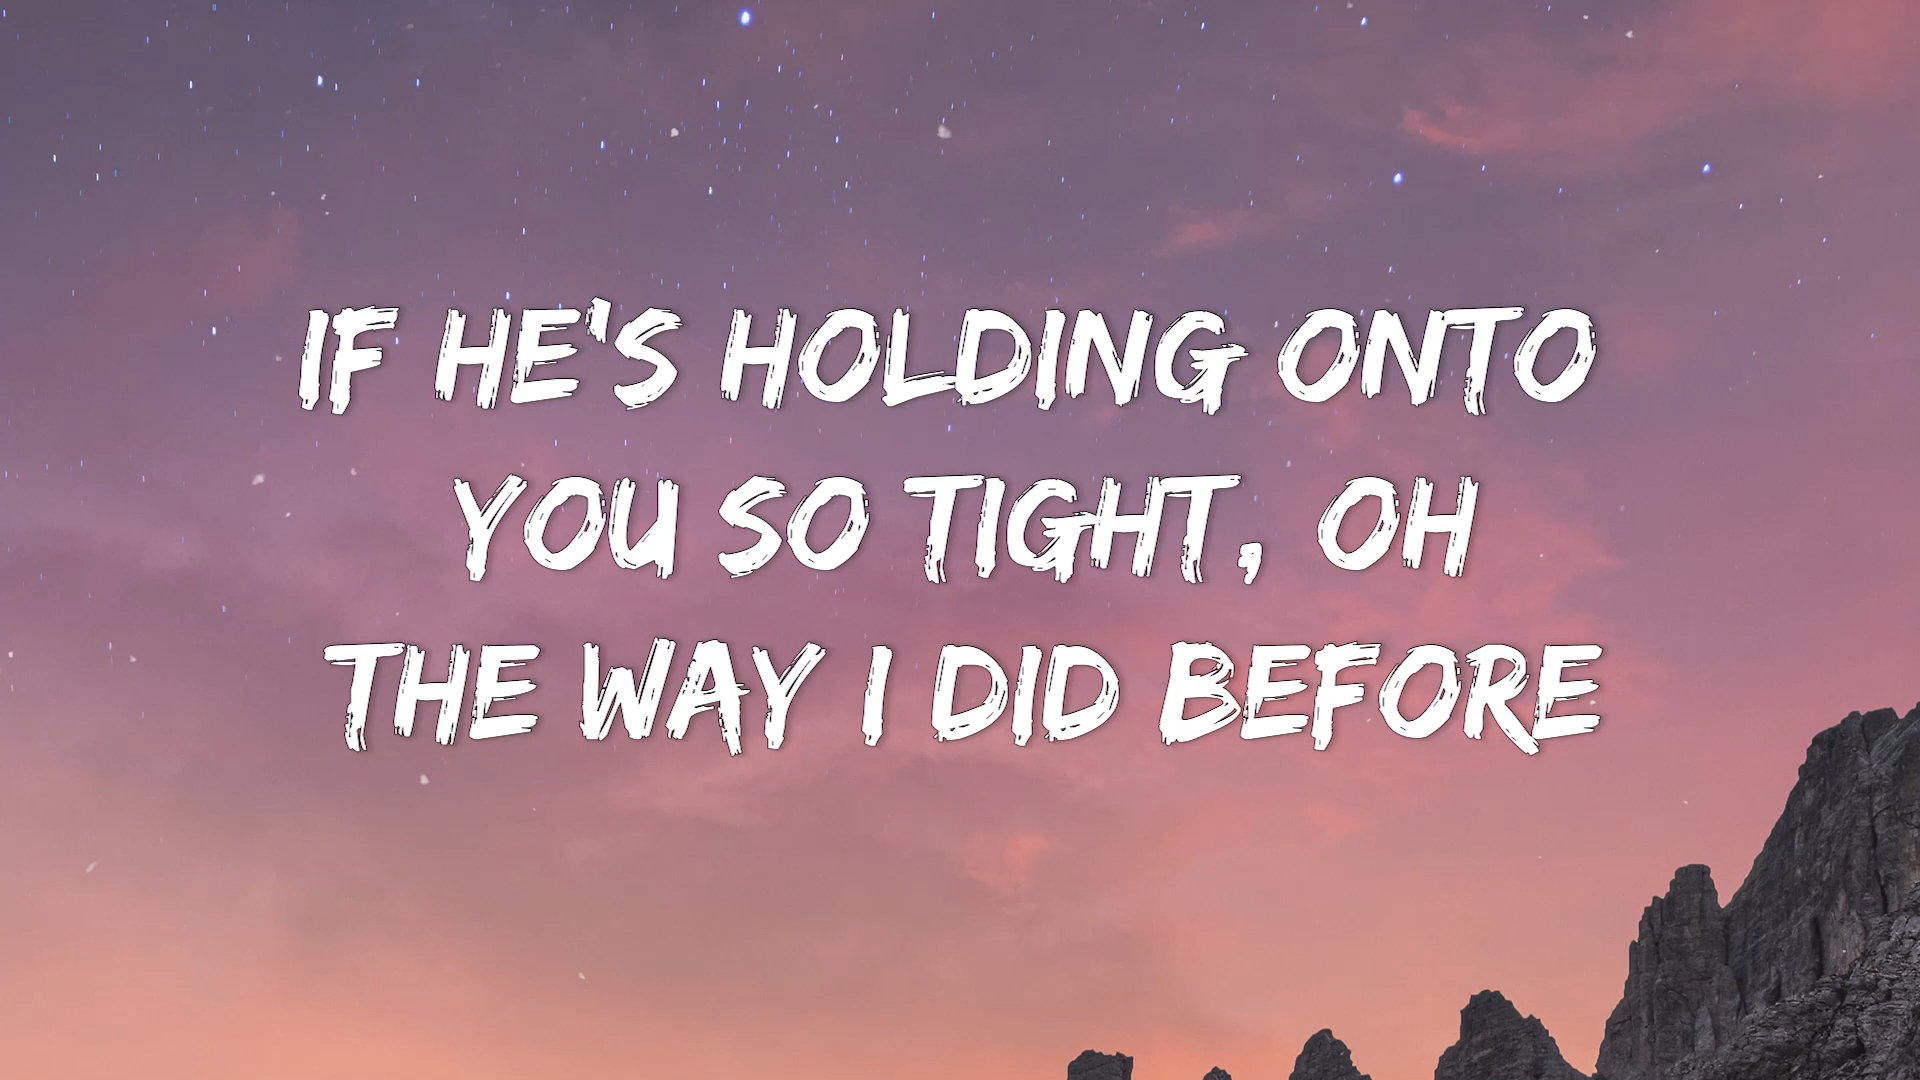 IF HE'S HOLDING ONTO
YOU SO TIGHT, OH
THE WAY I DID BEFORE